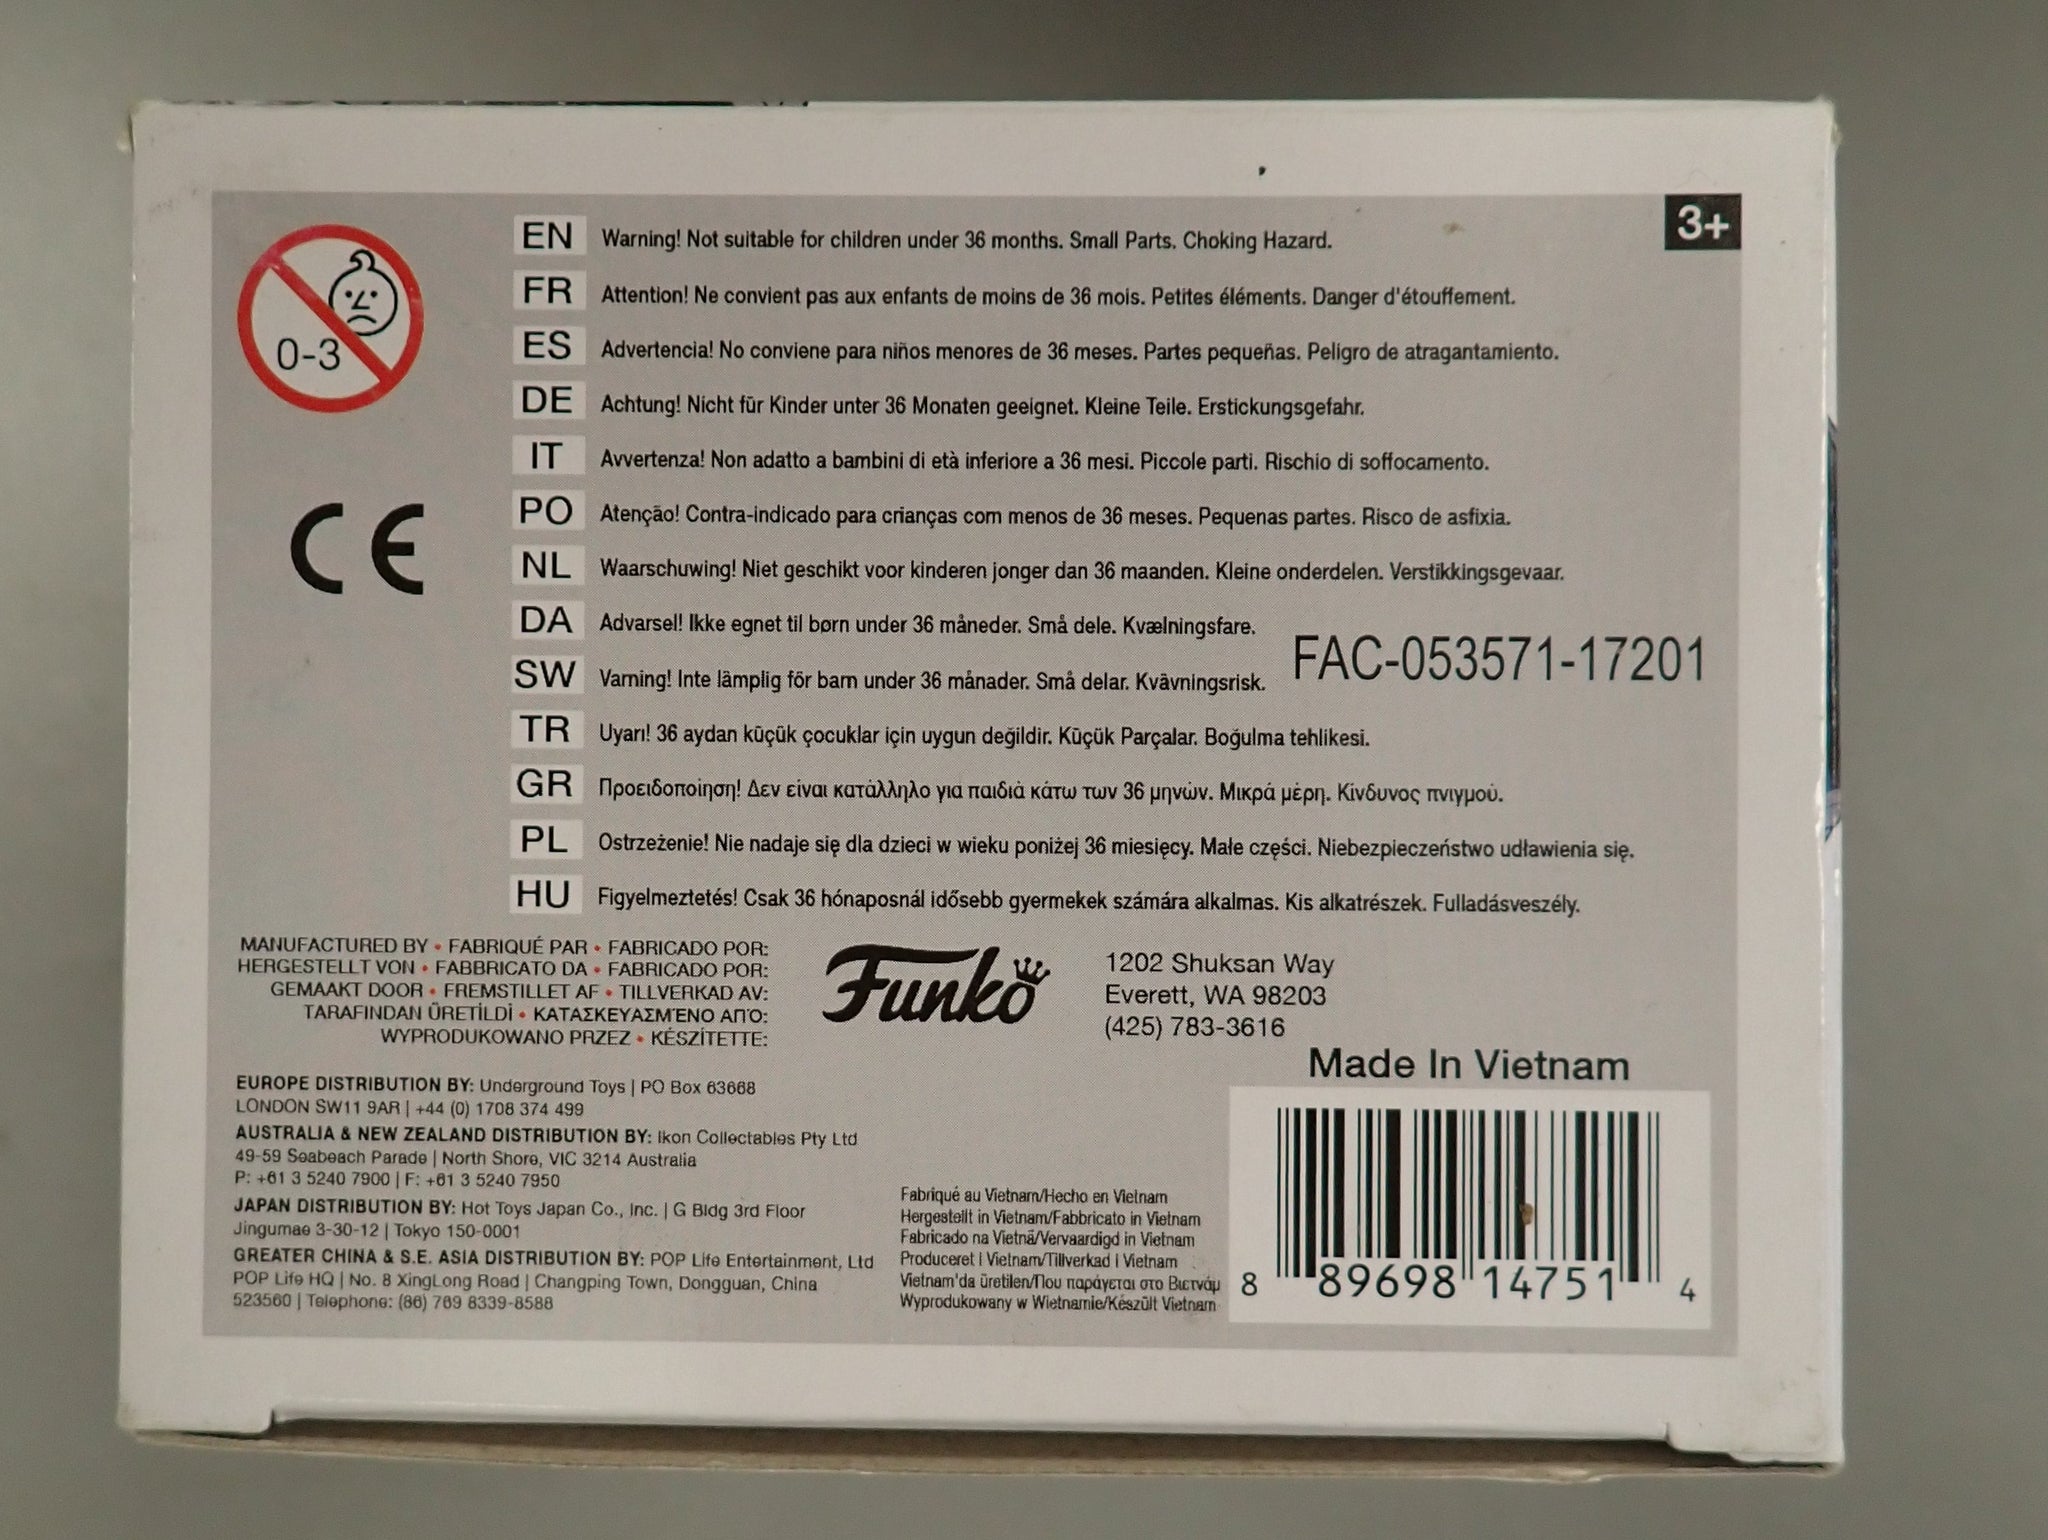 3+
0-3
EN Warning! Not suitable for children under 36 months. Small Parts. Choking Hazard.
FR Attention! Ne convient pas aux enfants de moins de 36 mois. Petites éléments. Danger d'étouffement.
ES Advertencia! No conviene para niños menores de 36 meses. Partes pequeñas. Peligro de atragantamiento.
DE Achtung! Nicht für Kinder unter 36 Monaten geeignet. Kleine Teile. Erstickungsgefahr.
IT Avvertenza! Non adatto a bambini di età inferiore a 36 mesi. Piccole parti. Rischio di soffocamento.
CE
PO Atenção! Contra-indicado para crianças com menos de 36 meses. Pequenas partes. Risco de asfixia.
NL Waarschuwing! Niet geschikt voor kinderen jonger dan 36 maanden. Kleine onderdelen. Verstikkingsgevaar.
DA Advarsel! Ikke egnet til børn under 36 måneder. Små dele. Kvælningsfare.
FAC-053571-17201
SW Varning! Inte lämplig för barn under 36 månader. Små delar. Kvävningsrisk.
TR Uyarı! 36 aydan küçük çocuklar için uygun değildir. Küçük Parçalar. Boğulma tehlikesi.
GR Προειδοποίηση! Δεν είναι κατάλληλο για παιδιά κάτω των 36 μηνών. Μικρά μέρη. Κίνδυνος πνιγμού.
PL Ostrzeżenie! Nie nadaje się dla dzieci w wieku poniżej 36 miesięcy. Małe części. Niebezpieczeństwo udławienia się.
HU Figyelmeztetés! Csak 36 hónaposnál idősebb gyermekek számára alkalmas. Kis alkatrészek. Fulladásveszély.
MANUFACTURED BY • FABRIQUÉ PAR • FABRICADO POR:
HERGESTELLT VON • FABBRICATO DA • FABRICADO POR:
GEMAAKT DOOR • FREMSTILLET AF • TILLVERKAD AV:
TARAFINDAN ÜRETİLDİ • ΚΑΤΑΣΚΕΥΑΣΜΈΝΟ ΑΠΌ:
WYPRODUKOWANO PRZEZ • KÉSZÍTETTE:
Funko
1202 Shuksan Way
Everett, WA 98203
(425) 783-3616
Made In Vietnam
EUROPE DISTRIBUTION BY: Underground Toys | PO Box 63668
LONDON SW11 9AR | +44 (0) 1708 374 499
AUSTRALIA & NEW ZEALAND DISTRIBUTION BY: Ikon Collectables Pty Ltd
49-59 Seabeach Parade | North Shore, VIC 3214 Australia
P: +61 3 5240 7900 | F: +61 3 5240 7950
JAPAN DISTRIBUTION BY: Hot Toys Japan Co., Inc. | G Bldg 3rd Floor
Jingumae 3-30-12 | Tokyo 150-0001
GREATER CHINA & S.E. ASIA DISTRIBUTION BY: POP Life Entertainment, Ltd
POP Life HQ | No. 8 XingLong Road | Changping Town, Dongguan, China
523560 | Telephone: (86) 769 8339-8588
Fabriqué au Vietnam/Hecho en Vietnam
Hergestellt in Vietnam/Fabbricato in Vietnam
Fabricado na Vietnã/Vervaardigd in Vietnam
Produceret i Vietnam/Tillverkad i Vietnam
Vietnam'da üretilen/Που παράγεται στο Βιετνάμ
Wyprodukowany w Wietnamie/Készült Vietnam
8 89698 14751 4